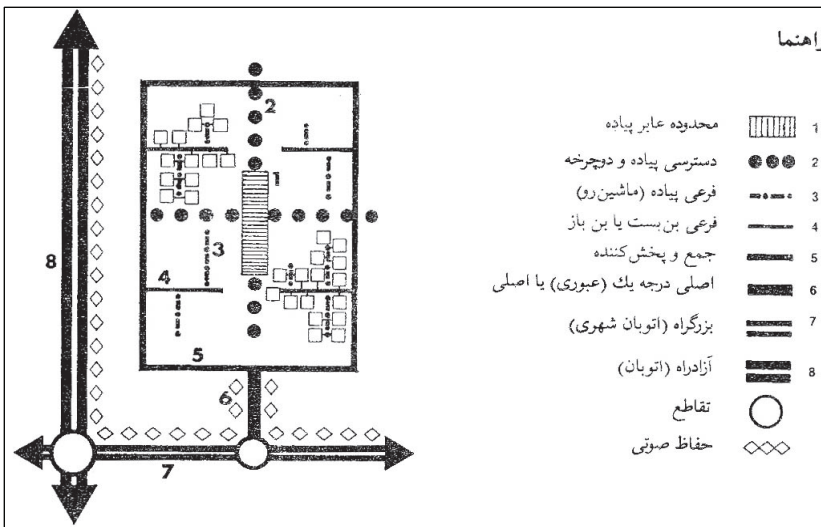 راهنما
محدوده عابر پیاده 1
دسترسی پیاده و دوچرخه 2
فرعی پیاده (ماشین‌رو) 3
فرعی بن‌بست یا بن باز 4
جمع و پخش‌کننده 5
اصلی درجه یك (عبوری) یا اصلی 6
بزرگراه (اتوبان شهری) 7
آزادراه (اتوبان) 8
تقاطع
حفاظ صوتی
2
1
3
8
4
5
6
7